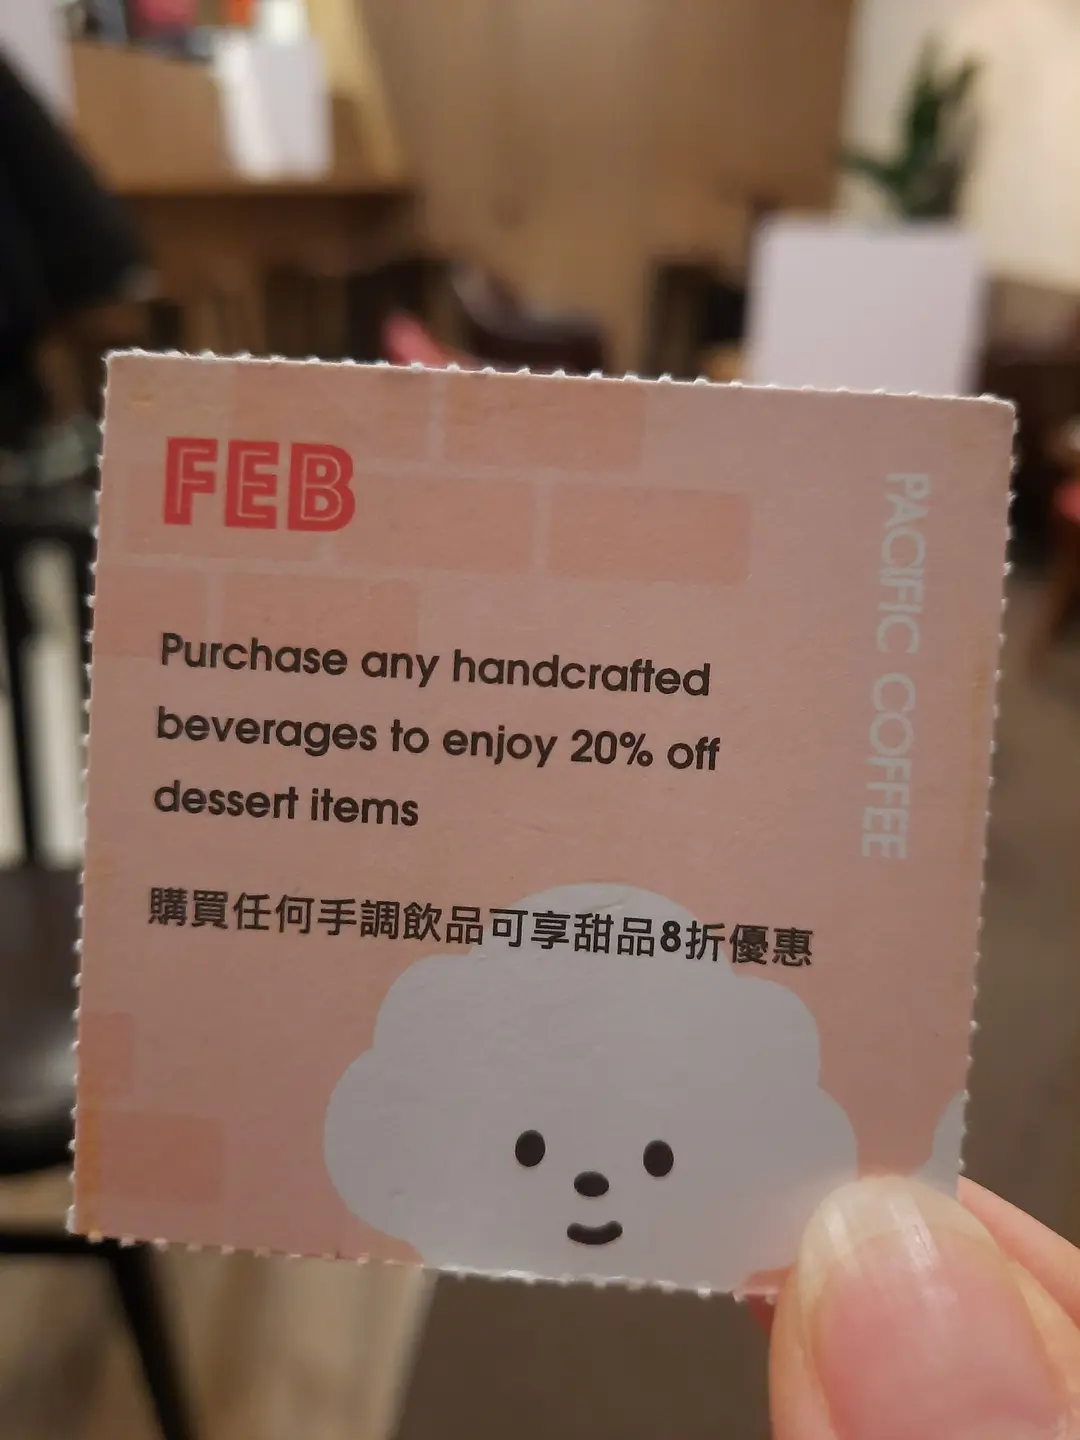 FEB
PACIFIC COFFEE
Purchase any handcrafted
beverages to enjoy 20% off
dessert items
購買任何手調飲品可享甜品8折優惠